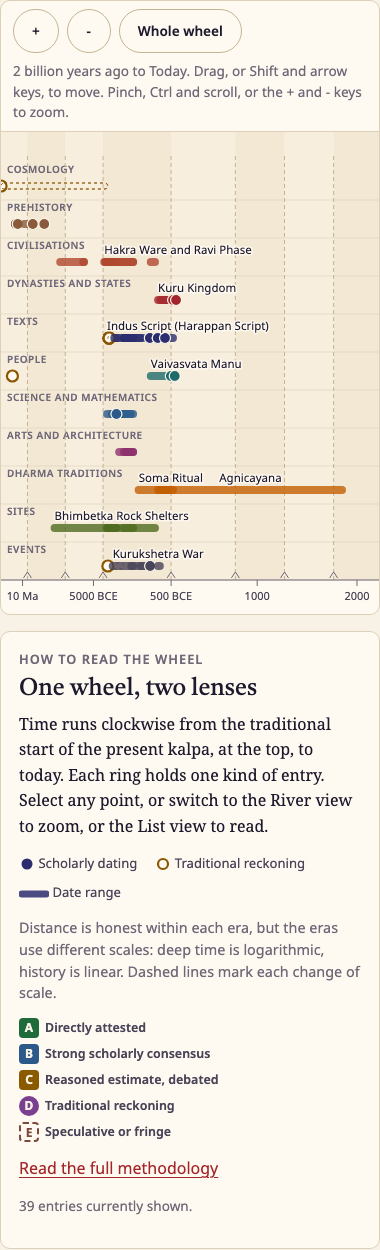 +
-
Whole wheel
2 billion years ago to Today. Drag, or Shift and arrow
keys, to move. Pinch, Ctrl and scroll, or the + and - keys
to zoom.
COSMOLOGY
PREHISTORY
CIVILISATIONS
Hakra Ware and Ravi Phase
DYNASTIES AND STATES
Kuru Kingdom
TEXTS
Indus Script (Harappan Script)
PEOPLE
Vaivasvata Manu
SCIENCE AND MATHEMATICS
ARTS AND ARCHITECTURE
DHARMA TRADITIONS
Soma Ritual
Agnicayana
SITES
Bhimbetka Rock Shelters
EVENTS
Kurukshetra War
10 Ma
5000 BCE
500 BCE
1000
2000
HOW TO READ THE WHEEL
One wheel, two lenses
Time runs clockwise from the traditional
start of the present kalpa, at the top, to
today. Each ring holds one kind of entry.
Select any point, or switch to the River view
to zoom, or the List view to read.
Scholarly dating
Traditional reckoning
Date range
Distance is honest within each era, but the eras
use different scales: deep time is logarithmic,
history is linear. Dashed lines mark each change of
scale.
A Directly attested
B Strong scholarly consensus
C Reasoned estimate, debated
D Traditional reckoning
E Speculative or fringe
Read the full methodology
39 entries currently shown.